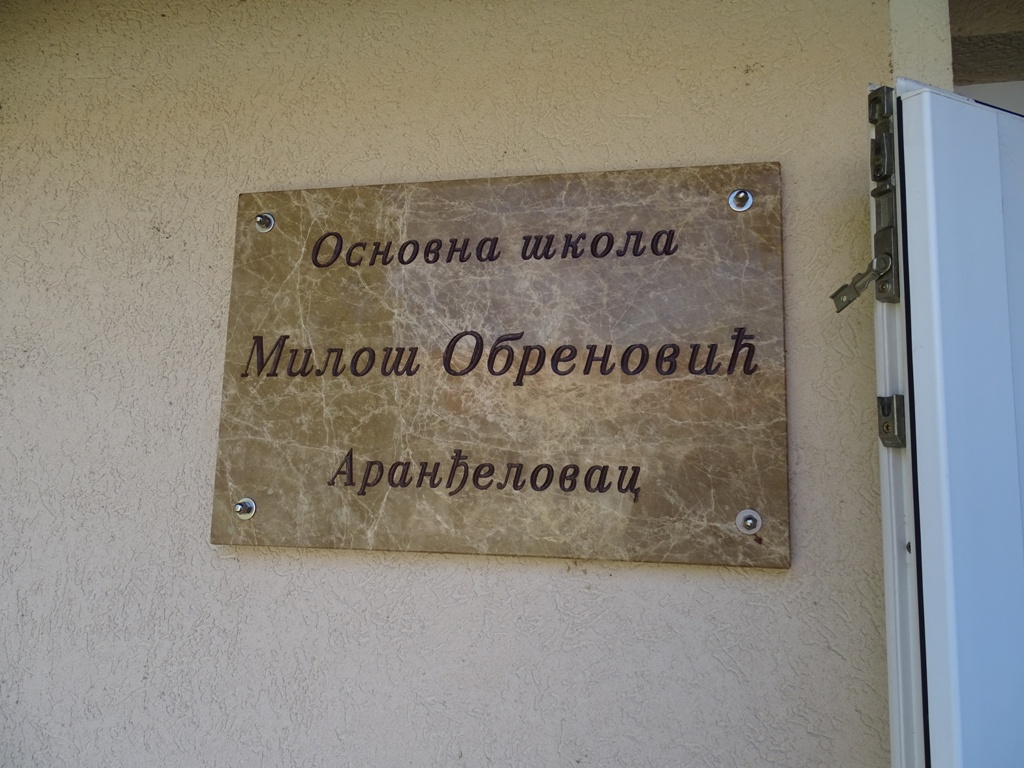 Основна школа
Милош Обреновић
Аранђеловац